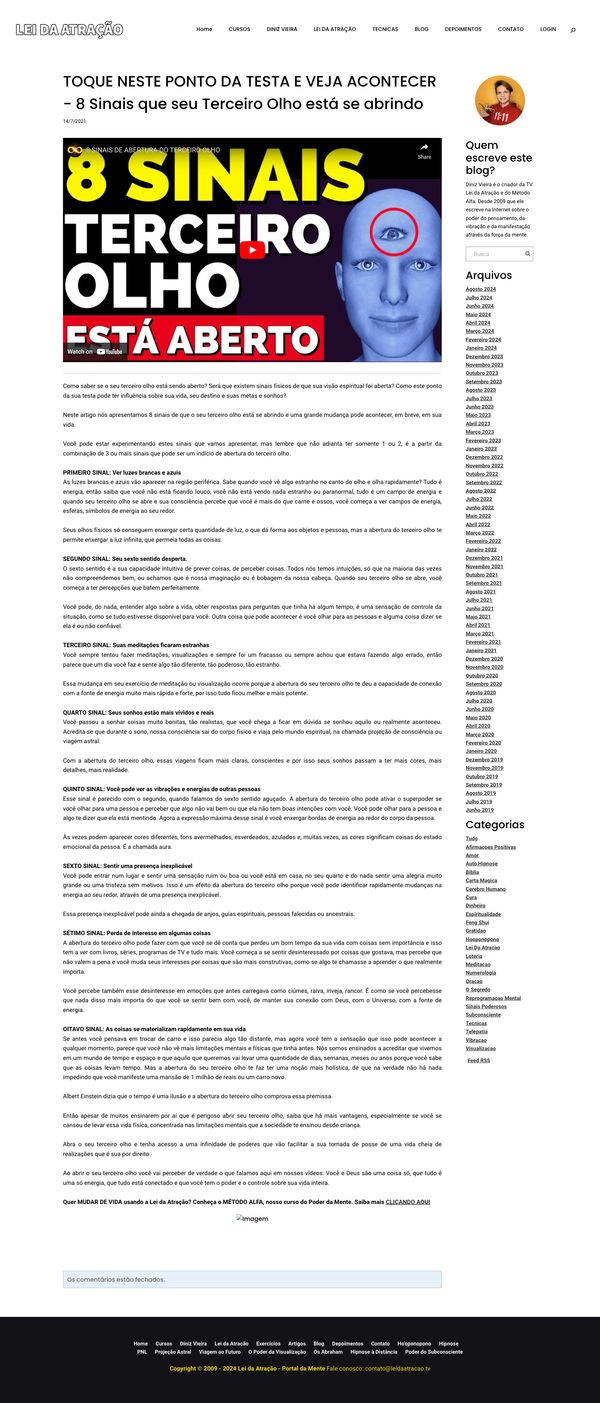 LEI DA ATRAÇÃO
Home CURSOS DINIZ VIEIRA LEI DA ATRAÇÃO TECNICAS BLOG DEPOIMENTOS CONTATO LOGIN
TOQUE NESTE PONTO DA TESTA E VEJA ACONTECER
- 8 Sinais que seu Terceiro Olho está se abrindo
14/7/2021
8 SINAIS DE ABERTURA DO TERCEIRO OLHO
Share
8 SINAIS
TERCEIRO
OLHO
ESTÁ ABERTO
Watch on YouTube
Como saber se o seu terceiro olho está sendo aberto? Será que existem sinais físicos de que sua visão espiritual foi aberta? Como este ponto
da sua testa pode ter influência sobre sua vida, seu destino e suas metas e sonhos?
Neste artigo nós apresentamos 8 sinais de que o seu terceiro olho está se abrindo e uma grande mudança pode acontecer, em breve, em sua
vida.
Você pode estar experimentando estes sinais que vamos apresentar, mas lembre que não adianta ter somente 1 ou 2, é a partir da
combinação de 3 ou mais sinais que pode ser um indício de abertura do terceiro olho.
PRIMEIRO SINAL: Ver luzes brancas e azuis
As luzes brancas e azuis vão aparecer na região periférica. Sabe quando você vê algo estranho no canto do olho e olha rapidamente? Tudo é
energia, então saiba que você não está ficando louco, você não está vendo nada estranho ou paranormal, tudo é um campo de energia e
quando seu terceiro olho se abre e sua consciência percebe que você é mais do que carne e ossos, você começa a ver campos de energia,
esferas, símbolos de energia ao seu redor.
Seus olhos físicos só conseguem enxergar certa quantidade de luz, o que dá forma aos objetos e pessoas, mas a abertura do terceiro olho te
permite enxergar a luz infinita, que permeia todas as coisas.
SEGUNDO SINAL: Seu sexto sentido desperta.
O sexto sentido é a sua capacidade intuitiva de prever coisas, de perceber coisas. Todos nós temos intuições, só que na maioria das vezes
não compreendemos bem, ou achamos que é nossa imaginação ou é bobagem da nossa cabeça. Quando seu terceiro olho se abre, você
começa a ter percepções que batem perfeitamente.
Você pode, do nada, entender algo sobre a vida, obter respostas para perguntas que tinha há algum tempo, é uma sensação de controle da
situação, como se tudo estivesse disponível para você. Outra coisa que pode acontecer é você olhar para as pessoas e alguma coisa dizer se
ela é ou não confiável.
TERCEIRO SINAL: Suas meditações ficaram estranhas
Você sempre tentou fazer meditações, visualizações e sempre foi um fracasso ou sempre achou que estava fazendo algo errado, então
parece que um dia você faz e sente algo tão diferente, tão poderoso, tão estranho.
Essa mudança em seu exercício de meditação ou visualização ocorre porque a abertura do seu terceiro olho te deu a capacidade de conexão
com a fonte de energia muito mais rápida e forte, por isso tudo ficou melhor e mais potente.
QUARTO SINAL: Seus sonhos estão mais vívidos e reais
Você passou a sonhar coisas muito bonitas, tão realistas, que você chega a ficar em dúvida se sonhou aquilo ou realmente aconteceu.
Acredita-se que durante o sono, nossa consciência sai do corpo físico e viaja pelo mundo espiritual, na chamada projeção de consciência ou
viagem astral.
Com a abertura do terceiro olho, essas viagens ficam mais claras, conscientes e por isso seus sonhos passam a ter mais cores, mais
detalhes, mais realidade.
QUINTO SINAL: Você pode ver as vibrações e energias de outras pessoas
Esse sinal é parecido com o segundo, quando falamos do sexto sentido aguçado. A abertura do terceiro olho pode ativar o superpoder se
você olhar para uma pessoa e perceber que algo não vai bem ou que ela não tem boas intenções com você. Você pode olhar para a pessoa e
algo te dizer que ela está mentindo. Agora a expressão máxima desse sinal é você enxergar bordas de energia ao redor do corpo da pessoa.
Às vezes podem aparecer cores diferentes, tons avermelhados, esverdeados, azulados e, muitas vezes, as cores significam coisas do estado
emocional da pessoa. É a chamada aura.
SEXTO SINAL: Sentir uma presença inexplicável
Você pode entrar num lugar e sentir uma sensação ruim ou boa ou você está em casa, no seu quarto e do nada sentir uma alegria muito
grande ou uma tristeza sem motivos. Isso é um efeito da abertura do terceiro olho porque você pode identificar rapidamente mudanças na
energia ao seu redor, através de uma presença inexplicável.
Essa presença inexplicável pode ainda a chegada de anjos, guias espirituais, pessoas falecidas ou ancestrais.
SÉTIMO SINAL: Perda de interesse em algumas coisas
A abertura do terceiro olho pode fazer com que você se dê conta que perdeu um bom tempo da sua vida com coisas sem importância e isso
tem a ver com livros, séries, programas de TV e tudo mais. Você começa a se sentir desinteressado por coisas que gostava, mas percebe que
não valem a pena e você muda seus interesses por coisas que são mais construtivas, como se algo te chamasse a aprender o que realmente
importa.
Você percebe também esse desinteresse em emoções que antes carregava como ciúmes, raiva, inveja, rancor. É como se você percebesse
que nada disso mais importa do que você se sentir bem com você, de manter sua conexão com Deus, com o Universo, com a fonte de
energia.
OITAVO SINAL: As coisas se materializam rapidamente em sua vida
Se antes você pensava em trocar de carro e isso parecia algo tão distante, mas agora você tem a sensação que isso pode acontecer a
qualquer momento, parece que você não vê mais limitações mentais e físicas que tinha antes. Nós somos ensinados a acreditar que vivemos
em um mundo de tempo e espaço e que aquilo que queremos vai levar uma quantidade de dias, semanas, meses ou anos porque você sabe
que as coisas levam tempo. Mas a abertura do seu terceiro olho te faz ter uma noção mais holística, de que na verdade não há nada
impedindo que você manifeste uma mansão de 1 milhão de reais ou um carro novo.
Albert Einstein dizia que o tempo é uma ilusão e a abertura do terceiro olho comprova essa premissa.
Então apesar de muitos ensinarem por aí que é perigoso abrir seu terceiro olho, saiba que há mais vantagens, especialmente se você se
cansou de levar essa vida física, concentrada nas limitações mentais que a sociedade te ensinou desde criança.
Abra o seu terceiro olho e tenha acesso a uma infinidade de poderes que vão facilitar a sua tomada de posse de uma vida cheia de
realizações que é sua por direito.
Ao abrir o seu terceiro olho você vai perceber de verdade o que falamos aqui em nossos vídeos: Você e Deus são uma coisa só, que tudo é
uma só energia, que tudo está conectado e que você tem o poder e o controle sobre sua vida inteira.
Quer MUDAR DE VIDA usando a Lei da Atração? Conheça o MÉTODO ALFA, nosso curso do Poder da Mente. Saiba mais CLICANDO AQUI
Imagem
Os comentários estão fechados.
11:11
Quem
escreve este
blog?
Diniz Vieira é o criador da TV
Lei da Atração e do Método
Alfa. Desde 2009 que ele
escreve na Internet sobre o
poder do pensamento, da
vibração e da manifestação
através da força da mente.
Busca
Arquivos
Agosto 2024
Julho 2024
Junho 2024
Maio 2024
Abril 2024
Março 2024
Fevereiro 2024
Janeiro 2024
Dezembro 2023
Novembro 2023
Outubro 2023
Setembro 2023
Agosto 2023
Julho 2023
Junho 2023
Maio 2023
Abril 2023
Março 2023
Fevereiro 2023
Janeiro 2023
Dezembro 2022
Novembro 2022
Outubro 2022
Setembro 2022
Agosto 2022
Julho 2022
Junho 2022
Maio 2022
Abril 2022
Março 2022
Fevereiro 2022
Janeiro 2022
Dezembro 2021
Novembro 2021
Outubro 2021
Setembro 2021
Agosto 2021
Julho 2021
Junho 2021
Maio 2021
Abril 2021
Março 2021
Fevereiro 2021
Janeiro 2021
Dezembro 2020
Novembro 2020
Outubro 2020
Setembro 2020
Agosto 2020
Julho 2020
Junho 2020
Maio 2020
Abril 2020
Março 2020
Fevereiro 2020
Janeiro 2020
Dezembro 2019
Novembro 2019
Outubro 2019
Setembro 2019
Agosto 2019
Julho 2019
Junho 2019
Categorias
Tudo
Afirmacoes Positivas
Amor
Auto Hipnose
Biblia
Carta Magica
Cerebro Humano
Cura
Dinheiro
Espiritualidade
Feng Shui
Gratidao
Hooponopono
Lei Da Atracao
Loteria
Meditacao
Numerologia
Oracao
O Segredo
Reprogramacao Mental
Sinais Poderosos
Subconsciente
Tecnicas
Telepatia
Vibracao
Visualizacao
Feed RSS
Home Cursos Diniz Vieira Lei da Atração Exercícios Artigos Blog Depoimentos Contato Ho'oponopono Hipnose
PNL Projeção Astral Viagem ao Futuro O Poder da Visualização Os Abraham Hipnose à Distância Poder do Subconsciente
Copyright © 2009 - 2024 Lei da Atração - Portal da Mente Fale conosco: contato@leidaatracao.tv